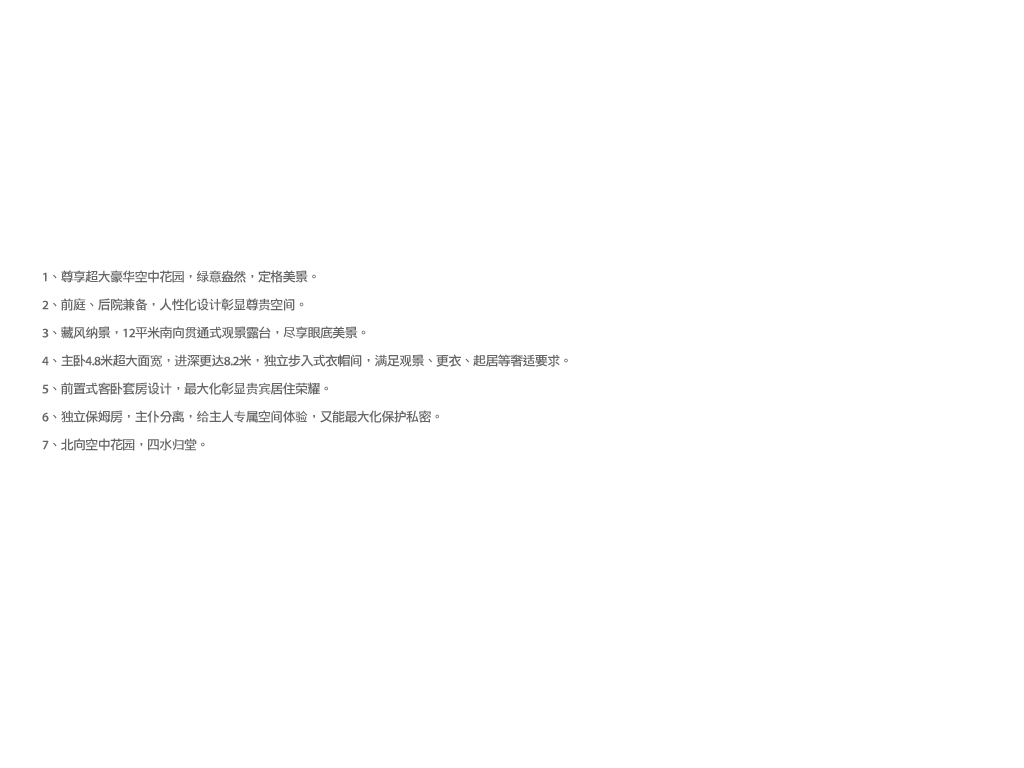 1、尊享超大豪华空中花园，绿意盎然，定格美景。
2、前庭、后院兼备，人性化设计彰显尊贵空间。
3、藏风纳景，12平米南向贯通式观景露台，尽享眼底美景。
4、主卧4.8米超大面宽，进深更达8.2米，独立步入式衣帽间，满足观景、更衣、起居等奢适要求。
5、前置式客卧套房设计，最大化彰显贵宾居住荣耀。
6、独立保姆房，主仆分离，给主人专属空间体验，又能最大化保护私密。
7、北向空中花园，四水归堂。